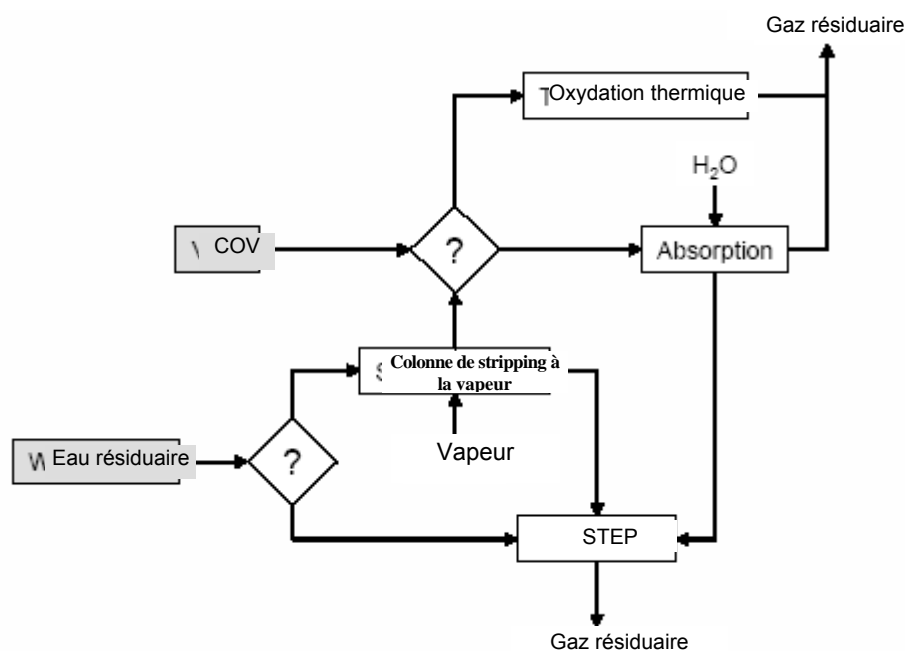 Gaz résiduaire
Oxydation thermique
H₂O
COV
?
Absorption
Colonne de stripping à
la vapeur
Vapeur
Eau résiduaire
?
STEP
Gaz résiduaire